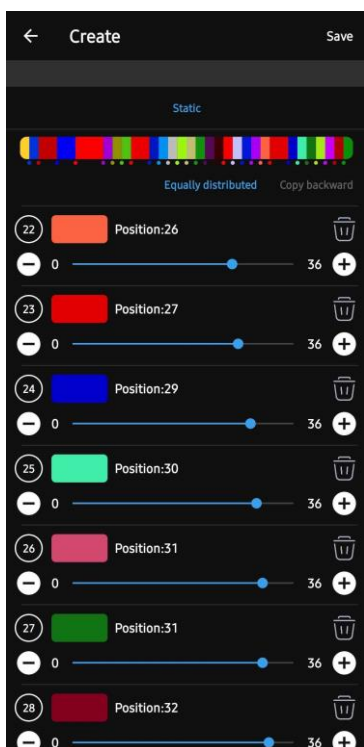 Create Save
Static
Equally distributed Copy backward
22 Position:26
0 36
23 Position:27
0 36
24 Position:29
0 36
25 Position:30
0 36
26 Position:31
0 36
27 Position:31
0 36
28 Position:32
0 36